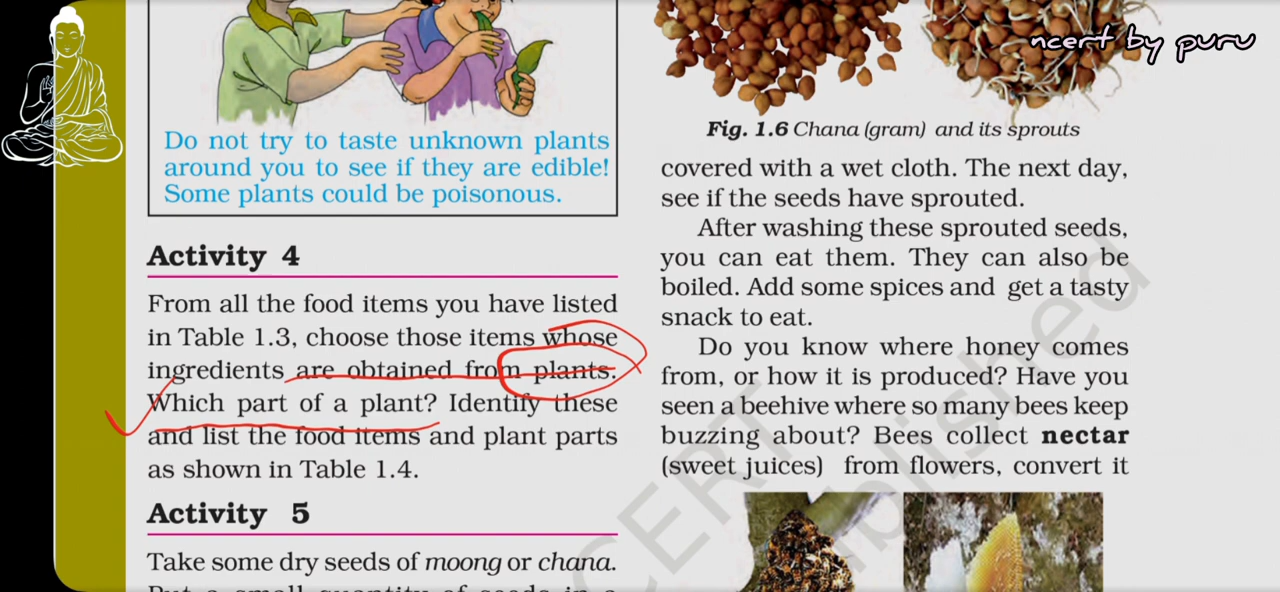 ncert by puru
Do not try to taste unknown plants
around you to see if they are edible!
Some plants could be poisonous.
Activity 4
From all the food items you have listed
in Table 1.3, choose those items whose
ingredients are obtained from plants.
Which part of a plant? Identify these
and list the food items and plant parts
as shown in Table 1.4.
Activity 5
Take some dry seeds of moong or chana.
Put a small quantity of seeds in a
Fig. 1.6 Chana (gram) and its sprouts
covered with a wet cloth. The next day,
see if the seeds have sprouted.
After washing these sprouted seeds,
you can eat them. They can also be
boiled. Add some spices and get a tasty
snack to eat.
Do you know where honey comes
from, or how it is produced? Have you
seen a beehive where so many bees keep
buzzing about? Bees collect nectar
(sweet juices) from flowers, convert it